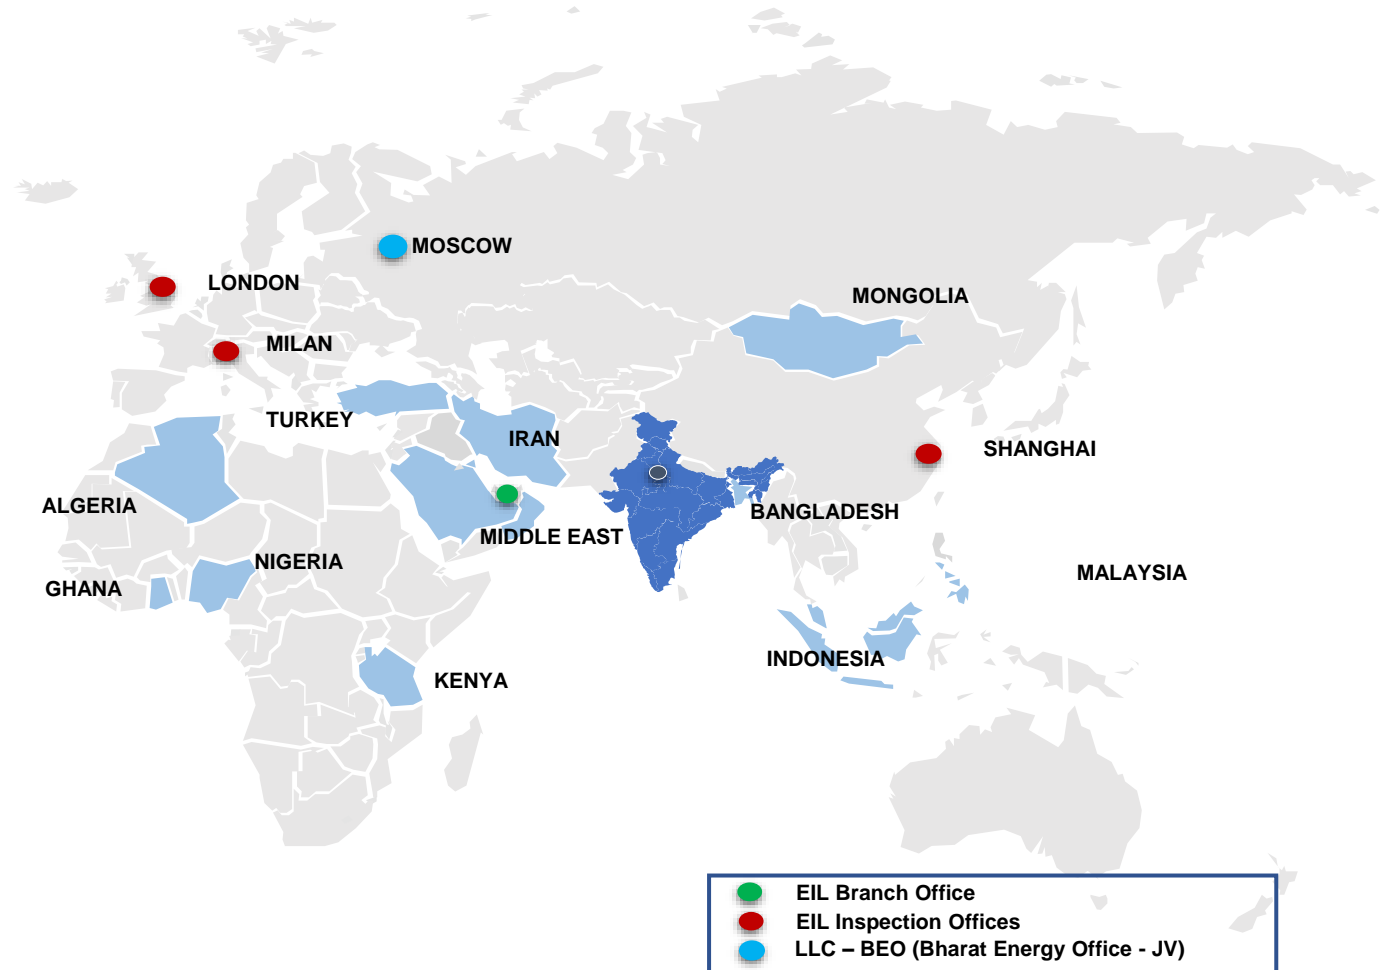 MOSCOW
LONDON
MONGOLIA
MILAN
TURKEY
IRAN
SHANGHAI
ALGERIA
BANGLADESH
MIDDLE EAST
NIGERIA
MALAYSIA
GHANA
INDONESIA
KENYA
EIL Branch Office
EIL Inspection Offices
LLC – BEO (Bharat Energy Office - JV)